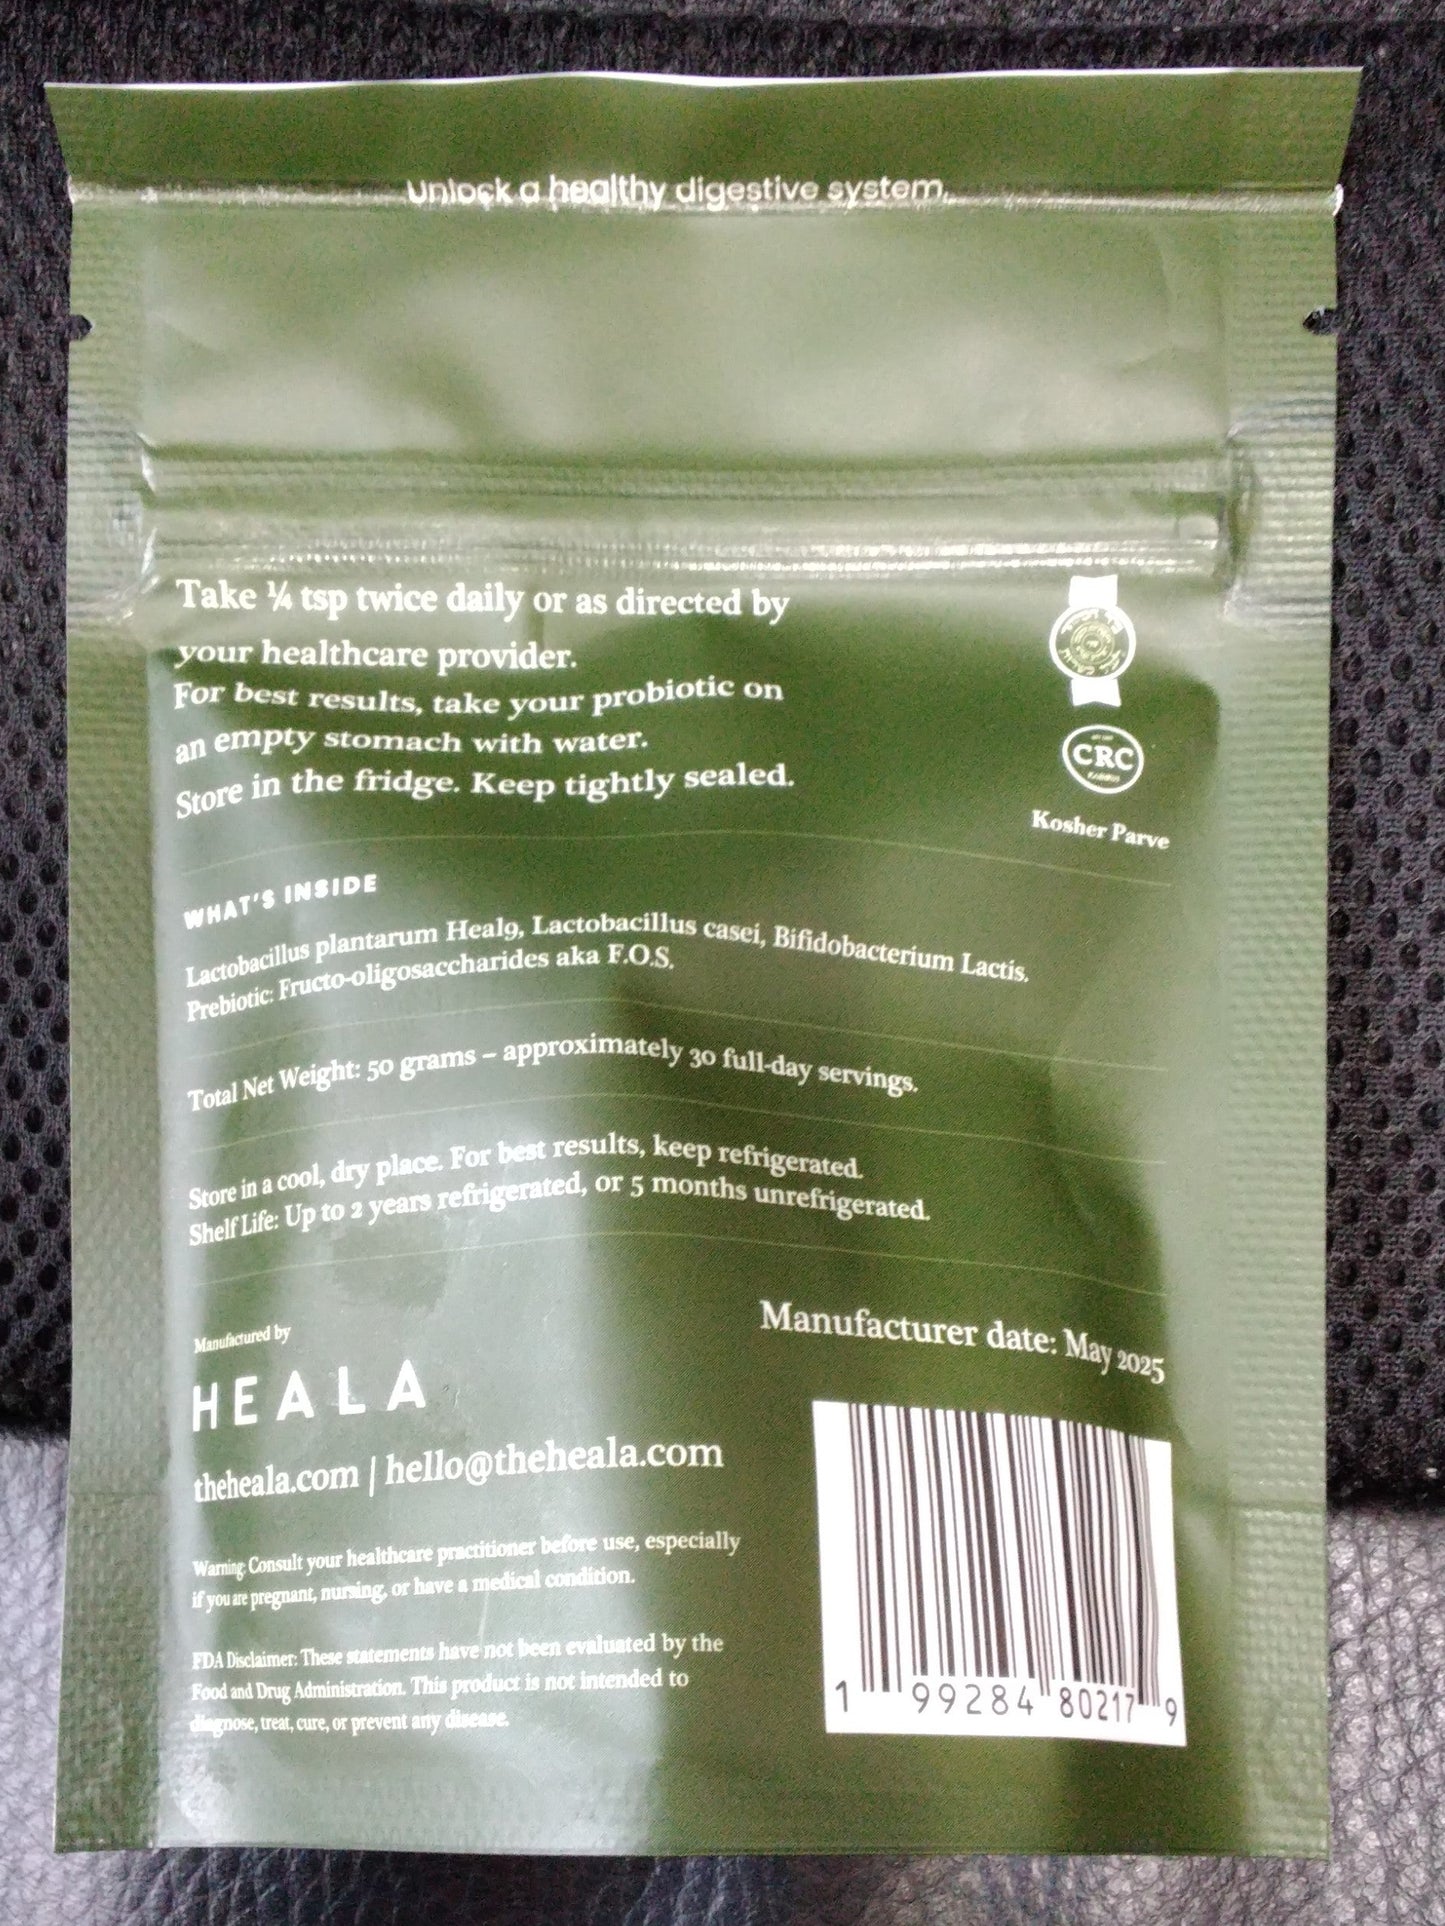 Unlock a healthy digestive system.
Take ¼ tsp twice daily or as directed by
your healthcare provider.
For best results, take your probiotic on
an empty stomach with water.
Store in the fridge. Keep tightly sealed.
CRC
Kosher Parve
WHAT'S INSIDE
Lactobacillus plantarum Heal9, Lactobacillus casei, Bifidobacterium Lactis.
Prebiotic: Fructo-oligosaccharides aka F.O.S.
Total Net Weight: 50 grams – approximately 30 full-day servings.
Store in a cool, dry place. For best results, keep refrigerated.
Shelf Life: Up to 2 years refrigerated, or 5 months unrefrigerated.
Manufacturer date: May 2025
Manufactured by
HEALA
theheala.com | hello@theheala.com
Warning: Consult your healthcare practitioner before use, especially
if you are pregnant, nursing, or have a medical condition.
FDA Disclaimer: These statements have not been evaluated by the
Food and Drug Administration. This product is not intended to
diagnose, treat, cure, or prevent any disease.
1 99284 80217 9